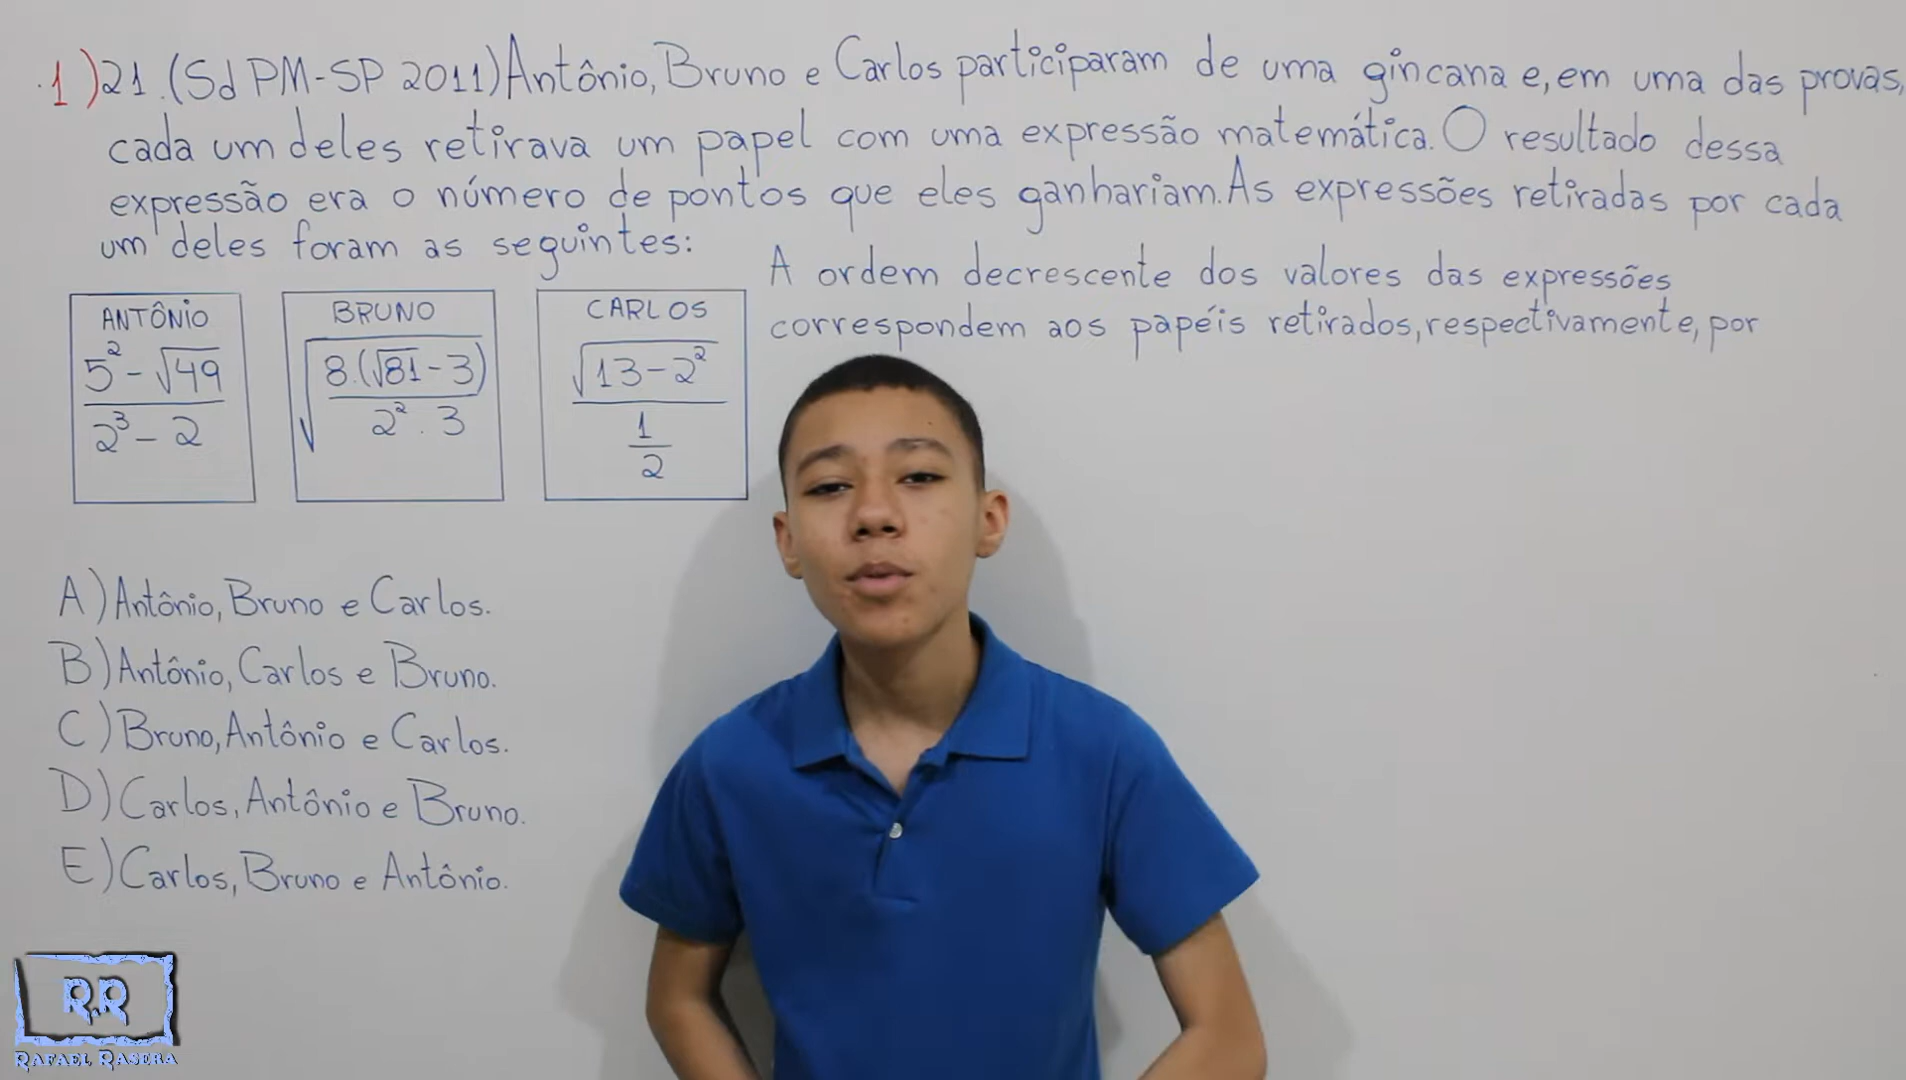 1) 21. (Sd PM-SP 2011) Antônio, Bruno e Carlos participaram de uma gincana e, em uma das provas,
cada um deles retirava um papel com uma expressão matemática. O resultado dessa
expressão era o número de pontos que eles ganhariam. As expressões retiradas por cada
um deles foram as seguintes:
A ordem decrescente dos valores das expressões
correspondem aos papéis retirados, respectivamente, por
ANTÔNIO
5² - √49
2³ - 2
BRUNO
√(8.(√81 - 3)
2² . 3)
CARLOS
√(13 - 2²)
1
2
A) Antônio, Bruno e Carlos.
B) Antônio, Carlos e Bruno.
C) Bruno, Antônio e Carlos.
D) Carlos, Antônio e Bruno.
E) Carlos, Bruno e Antônio.
R.R
RAFAEL RASERA